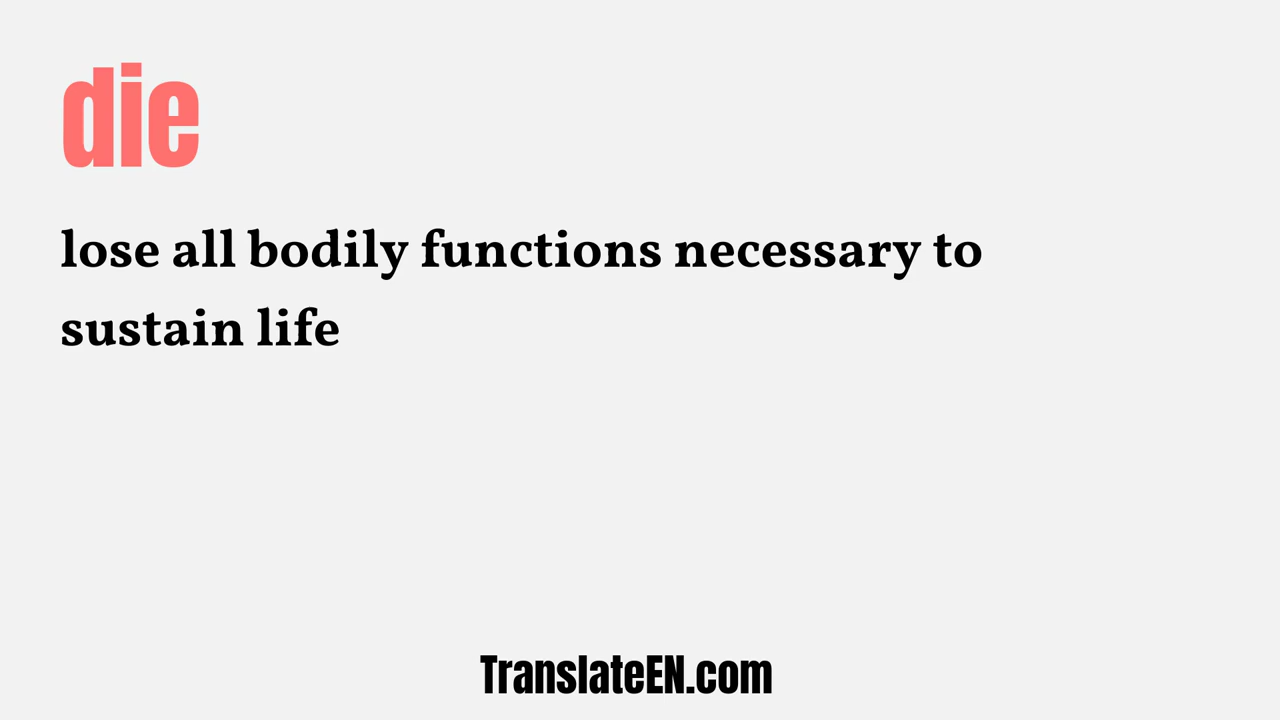 die
lose all bodily functions necessary to
sustain life
TranslateEN.com